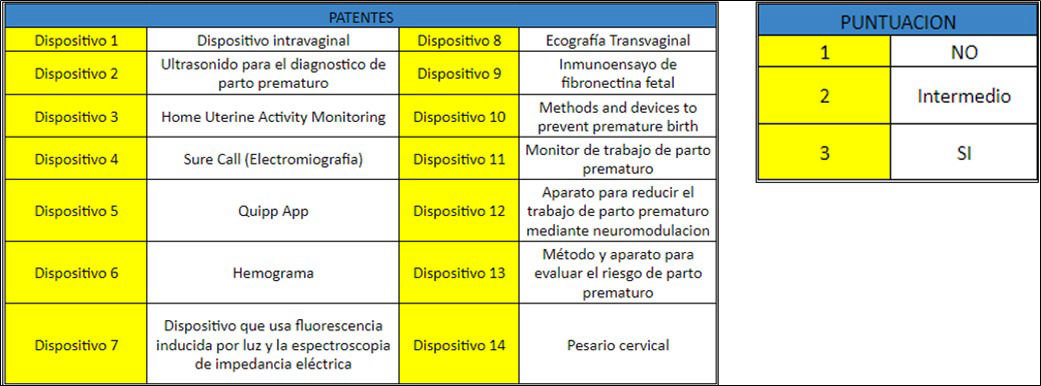 PATENTES
Dispositivo 1
Dispositivo intravaginal
Dispositivo 8
Ecografía Transvaginal
Dispositivo 2
Ultrasonido para el diagnostico de
parto prematuro
Dispositivo 9
Inmunoensayo de
fibronectina fetal
Dispositivo 3
Home Uterine Activity Monitoring
Dispositivo 10
Methods and devices to
prevent premature birth
Dispositivo 4
Sure Call (Electromiografia)
Dispositivo 11
Monitor de trabajo de parto
prematuro
Dispositivo 5
Quipp App
Dispositivo 12
Aparato para reducir el
trabajo de parto prematuro
mediante neuromodulacion
Dispositivo 6
Hemograma
Dispositivo 13
Método y aparato para
evaluar el riesgo de parto
prematuro
Dispositivo 7
Dispositivo que usa fluorescencia
inducida por luz y la espectroscopia
de impedancia eléctrica
Dispositivo 14
Pesario cervical
PUNTUACION
1
NO
2
Intermedio
3
SI